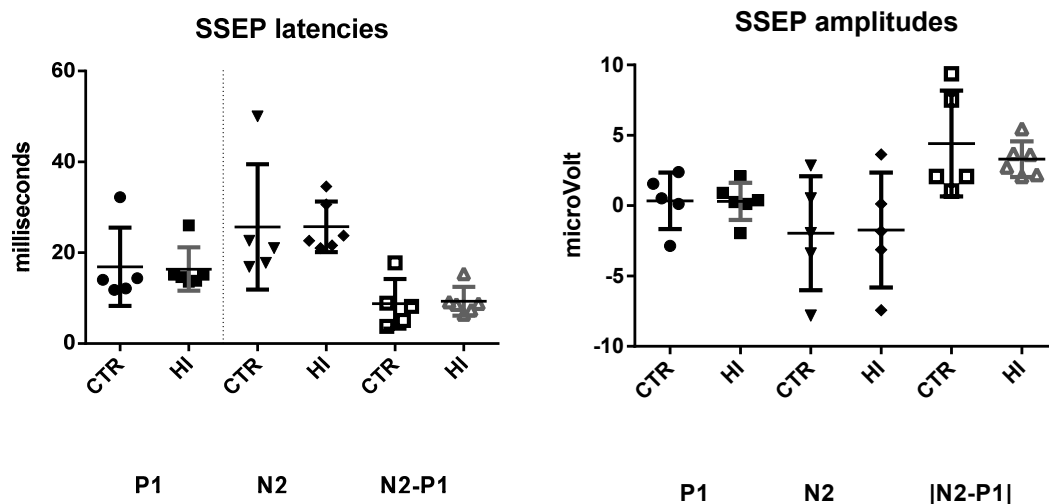 SSEP latencies
milliseconds
60
40
20
0
CTR
HI
CTR
HI
CTR
HI
P1
N2
N2-P1
SSEP amplitudes
microVolt
10
5
0
-5
-10
CTR
HI
CTR
HI
CTR
HI
P1
N2
|N2-P1|